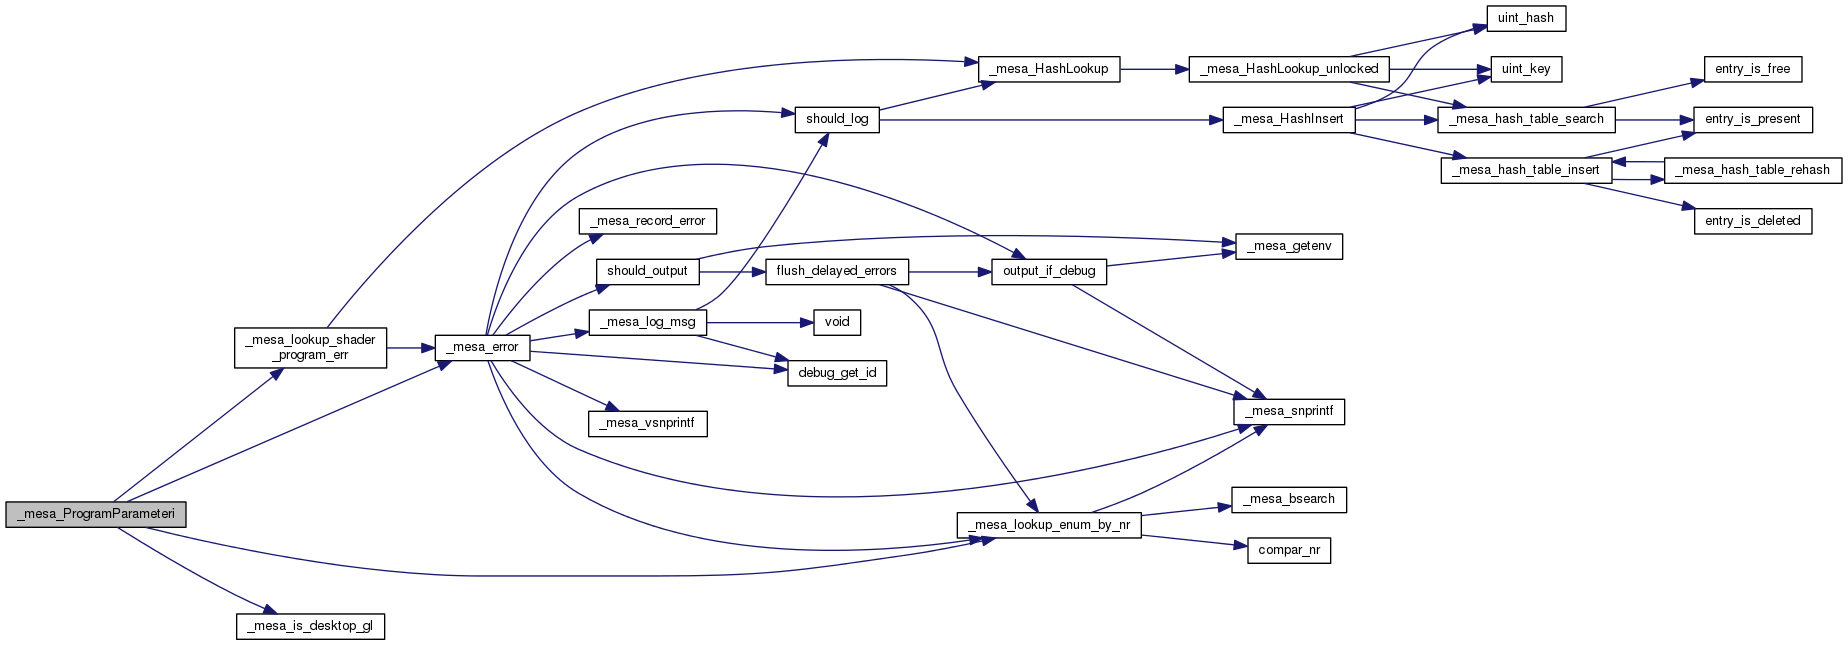 uint_hash
_mesa_HashLookup
_mesa_HashLookup_unlocked
uint_key
entry_is_free
should_log
_mesa_HashInsert
_mesa_hash_table_search
entry_is_present
_mesa_hash_table_insert
_mesa_hash_table_rehash
_mesa_record_error
entry_is_deleted
_mesa_getenv
should_output
flush_delayed_errors
output_if_debug
_mesa_log_msg
void
_mesa_lookup_shader
_program_err
_mesa_error
debug_get_id
_mesa_vsnprintf
_mesa_snprintf
_mesa_bsearch
_mesa_ProgramParameteri
_mesa_lookup_enum_by_nr
compar_nr
_mesa_is_desktop_gl